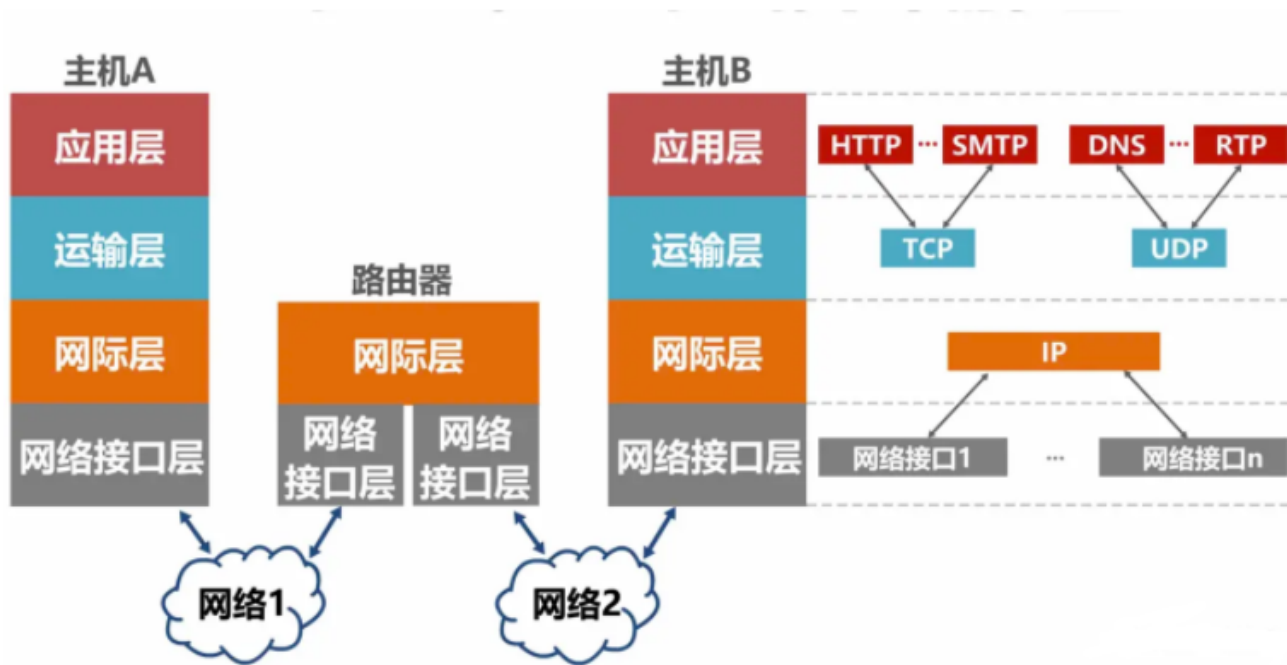 主机A
主机B
应用层
应用层
HTTP ··· SMTP
DNS ··· RTP
运输层
运输层
TCP
UDP
路由器
网际层
网际层
网际层
IP
网络接口层
网络
接口层
网络
接口层
网络接口层
网络接口1
···
网络接口n
网络1
网络2